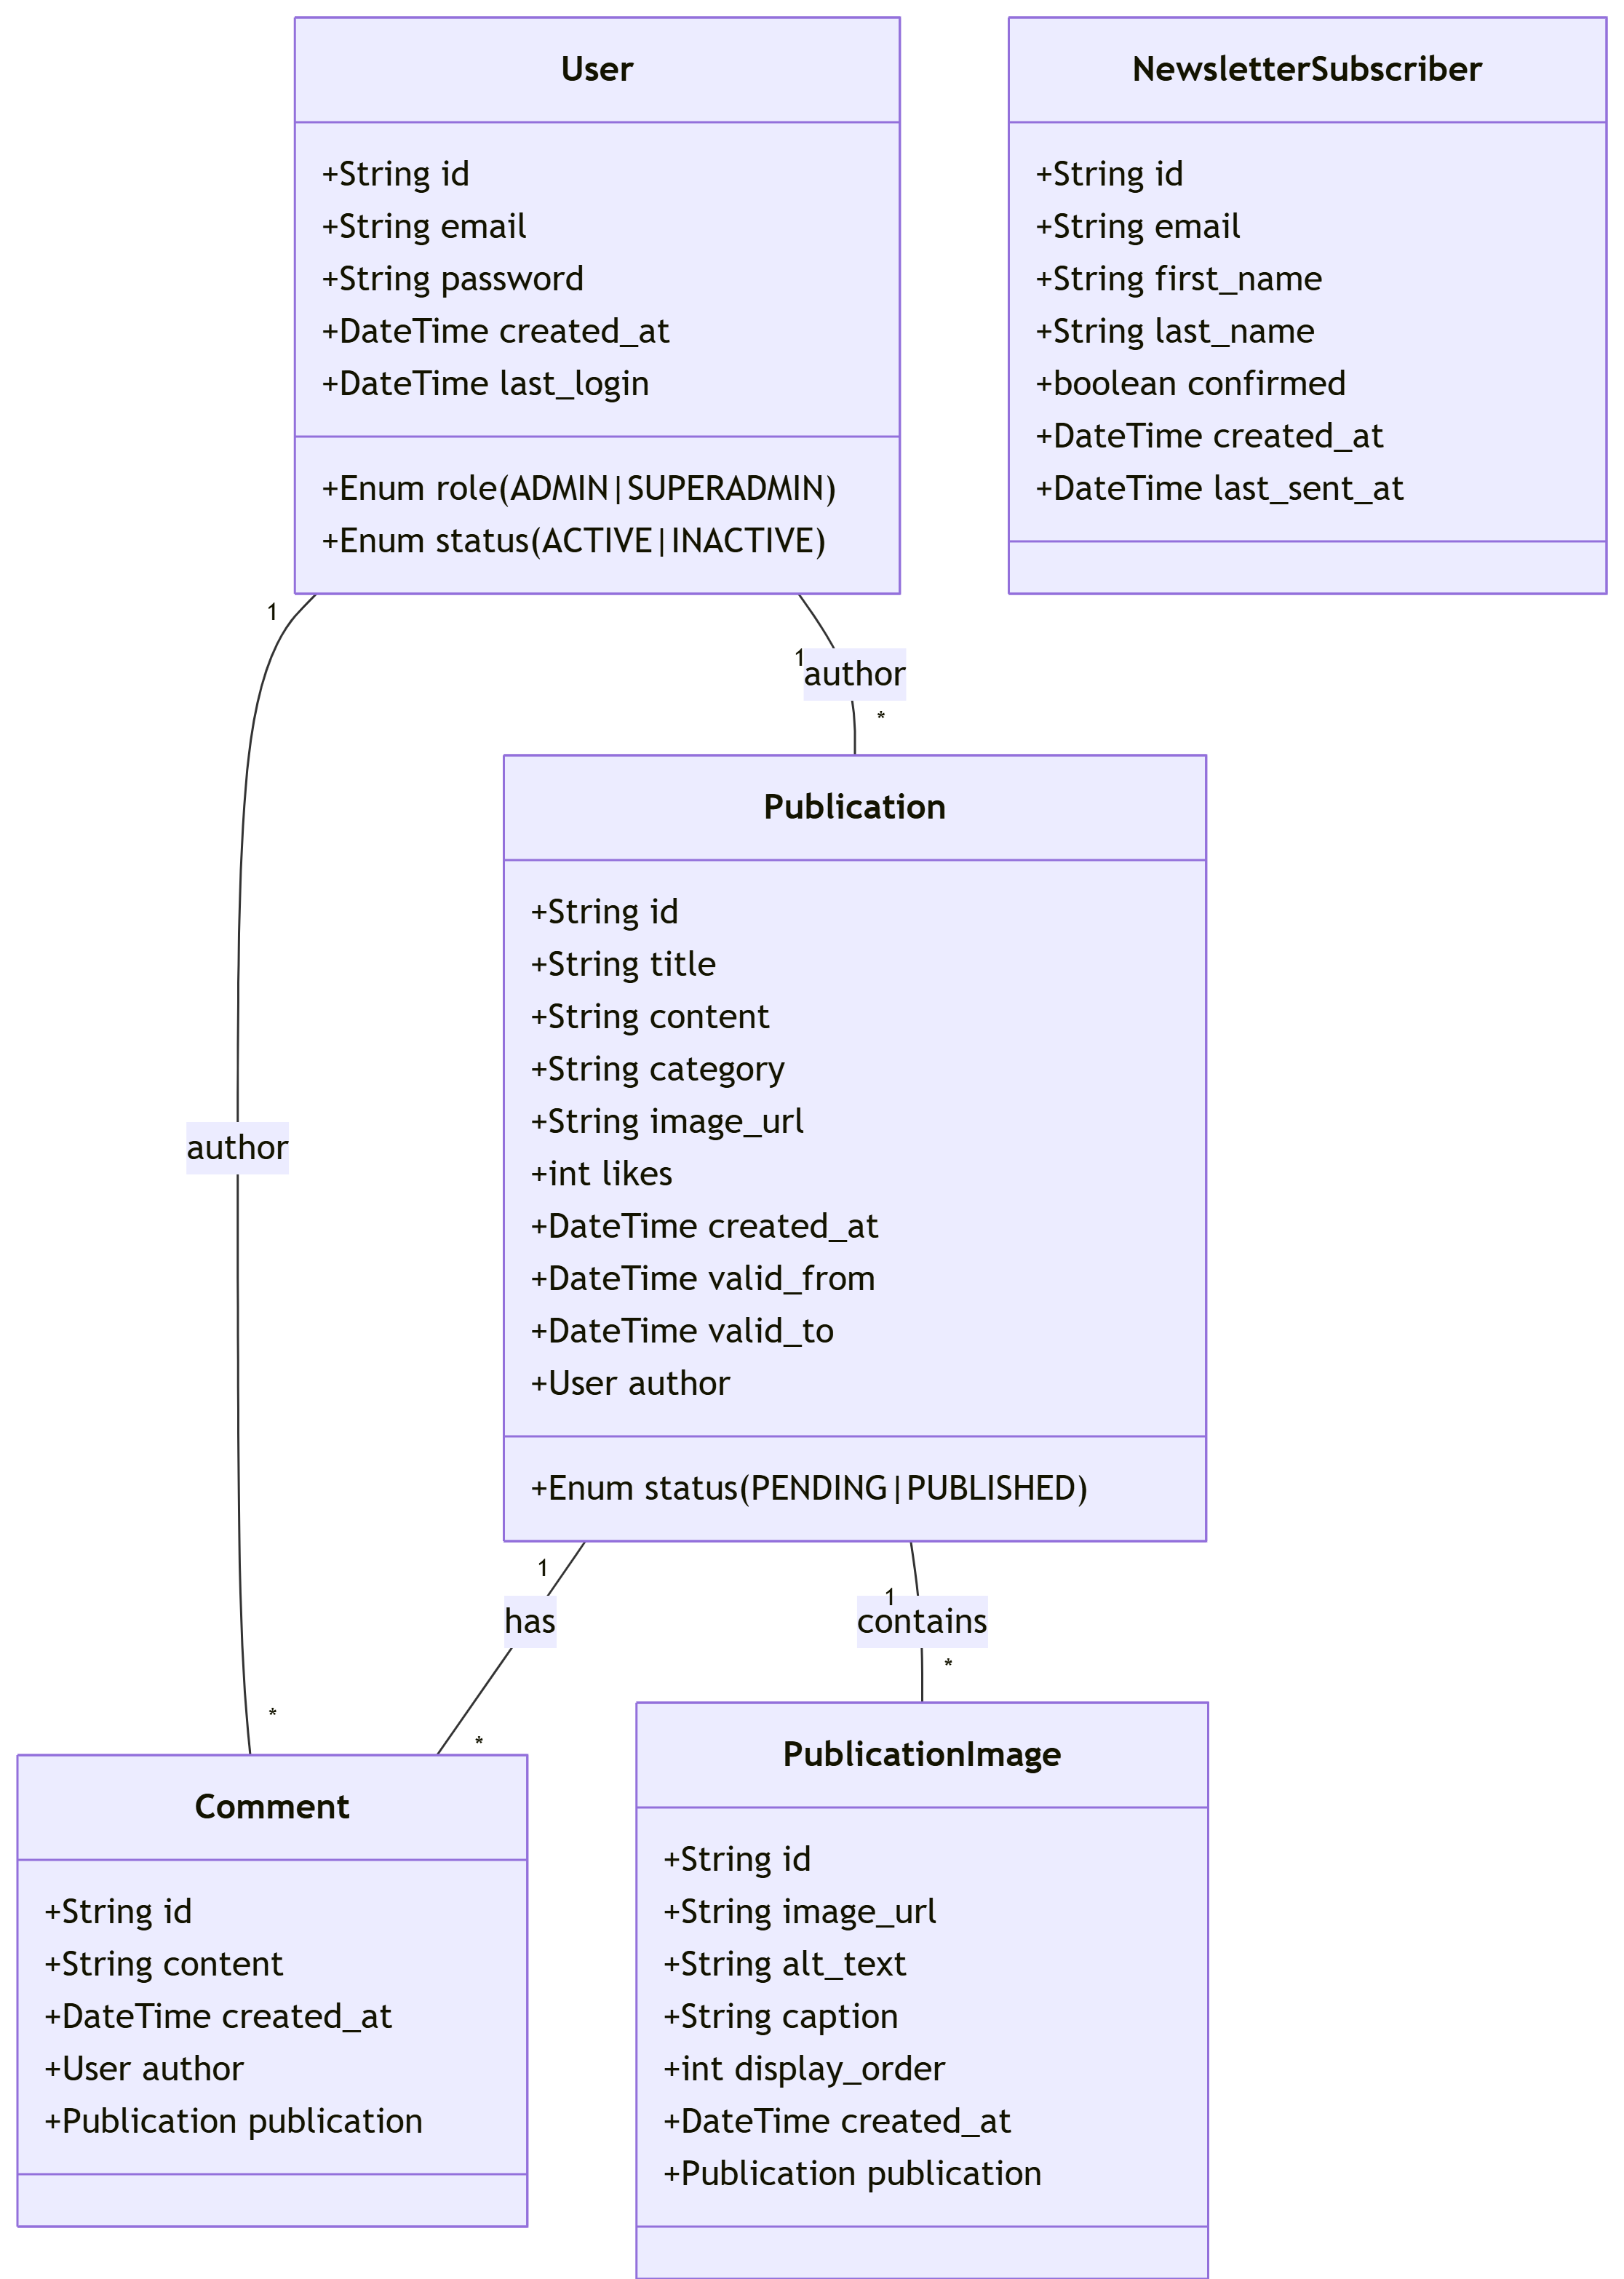 User
+String id
+String email
+String password
+DateTime created_at
+DateTime last_login
+Enum role(ADMIN|SUPERADMIN)
+Enum status(ACTIVE|INACTIVE)
NewsletterSubscriber
+String id
+String email
+String first_name
+String last_name
+boolean confirmed
+DateTime created_at
+DateTime last_sent_at
1
1
author
*
Publication
+String id
+String title
+String content
+String category
+String image_url
+int likes
+DateTime created_at
+DateTime valid_from
+DateTime valid_to
+User author
+Enum status(PENDING|PUBLISHED)
author
1
has
1
contains
*
*
*
Comment
+String id
+String content
+DateTime created_at
+User author
+Publication publication
PublicationImage
+String id
+String image_url
+String alt_text
+String caption
+int display_order
+DateTime created_at
+Publication publication